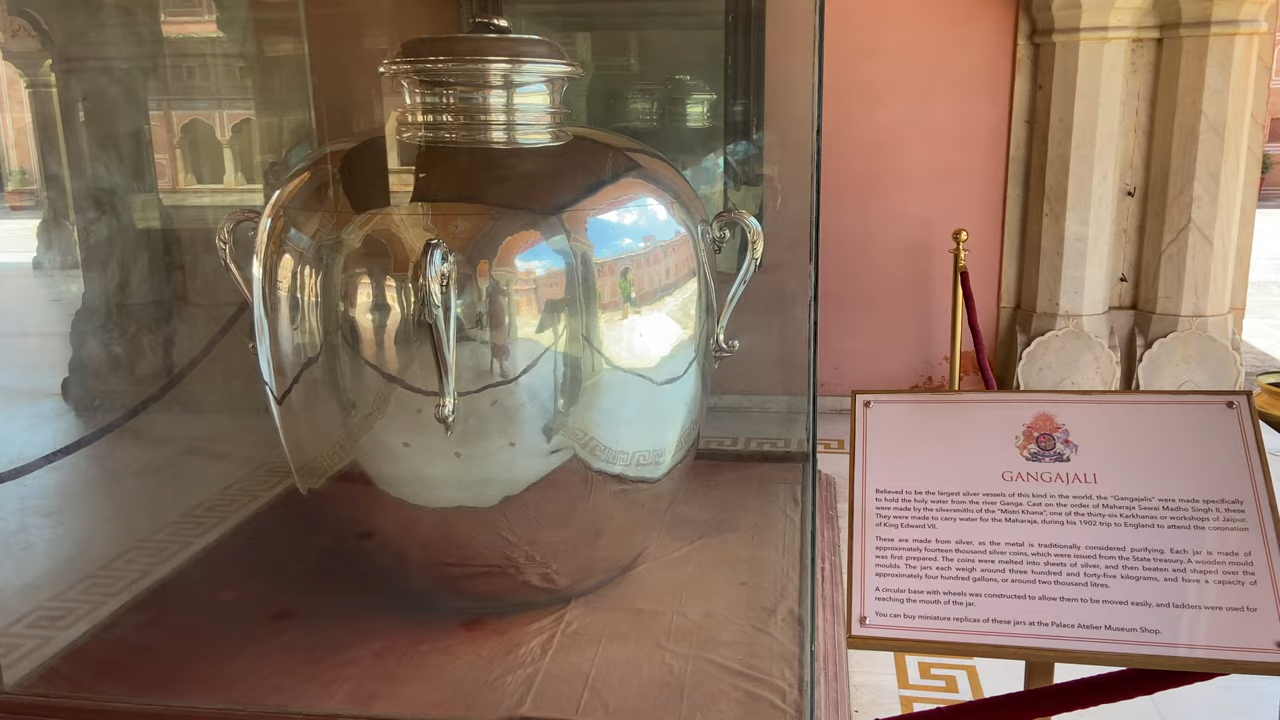 GANGAJALI
Believed to be the largest silver vessels of this kind in the world, the "Gangajalis" were made specifically
to hold the holy water from the river Ganga. Cast on the order of Maharaja Sawai Madho Singh II, these
were made by the silversmiths of the "Mistri Khana", one of the thirty-six Karkhanas or workshops of Jaipur.
They were made to carry water for the Maharaja, during his 1902 trip to England to attend the coronation
of King Edward VII.
These are made from silver, as the metal is traditionally considered purifying. Each jar is made of
approximately fourteen thousand silver coins, which were issued from the State treasury. A wooden mould
was first prepared. The coins were melted into sheets of silver, and then beaten and shaped over the
moulds. The jars each weigh around three hundred and forty-five kilograms, and have a capacity of
approximately four hundred gallons, or around two thousand litres.
A circular base with wheels was constructed to allow them to be moved easily, and ladders were used for
reaching the mouth of the jar.
You can buy miniature replicas of these jars at the Palace Atelier Museum Shop.